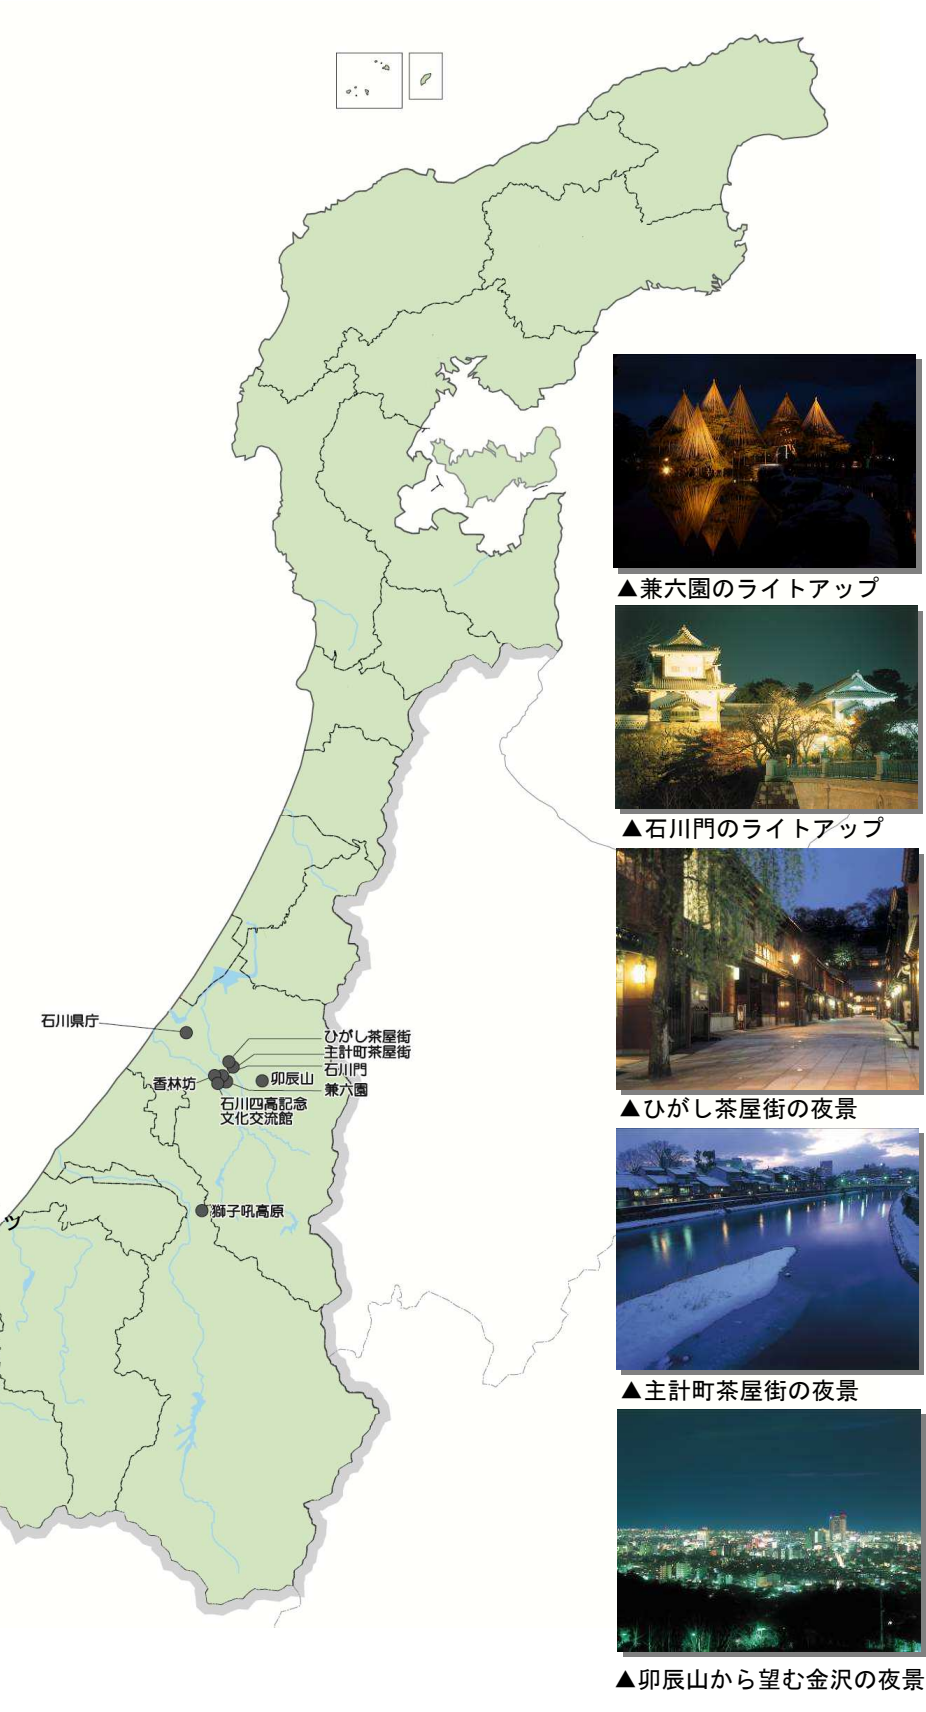 ▲兼六園のライトアップ
▲石川門のライトアップ
石川県庁
ひがし茶屋街
主計町茶屋街
石川門
卯辰山
香林坊
兼六園
石川四高記念
文化交流館
▲ひがし茶屋街の夜景
獅子吼高原
ツ
▲主計町茶屋街の夜景
▲卯辰山から望む金沢の夜景